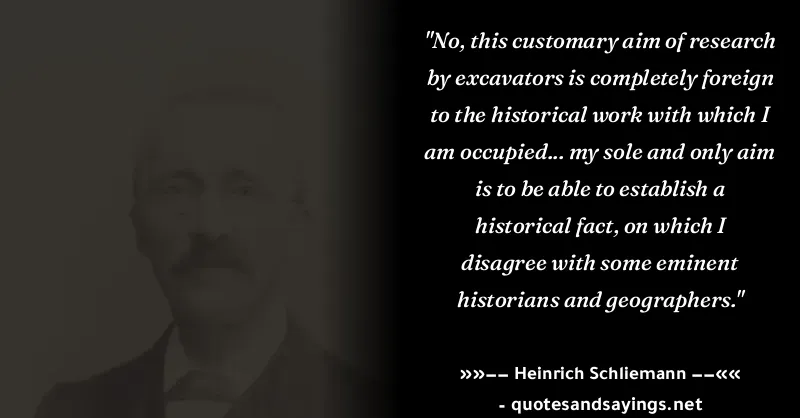 "No, this customary aim of research
by excavators is completely foreign
to the historical work with which I
am occupied... my sole and only aim
is to be able to establish a
historical fact, on which I
disagree with some eminent
historians and geographers."
»»−− Heinrich Schliemann −−««
- quotesandsayings.net